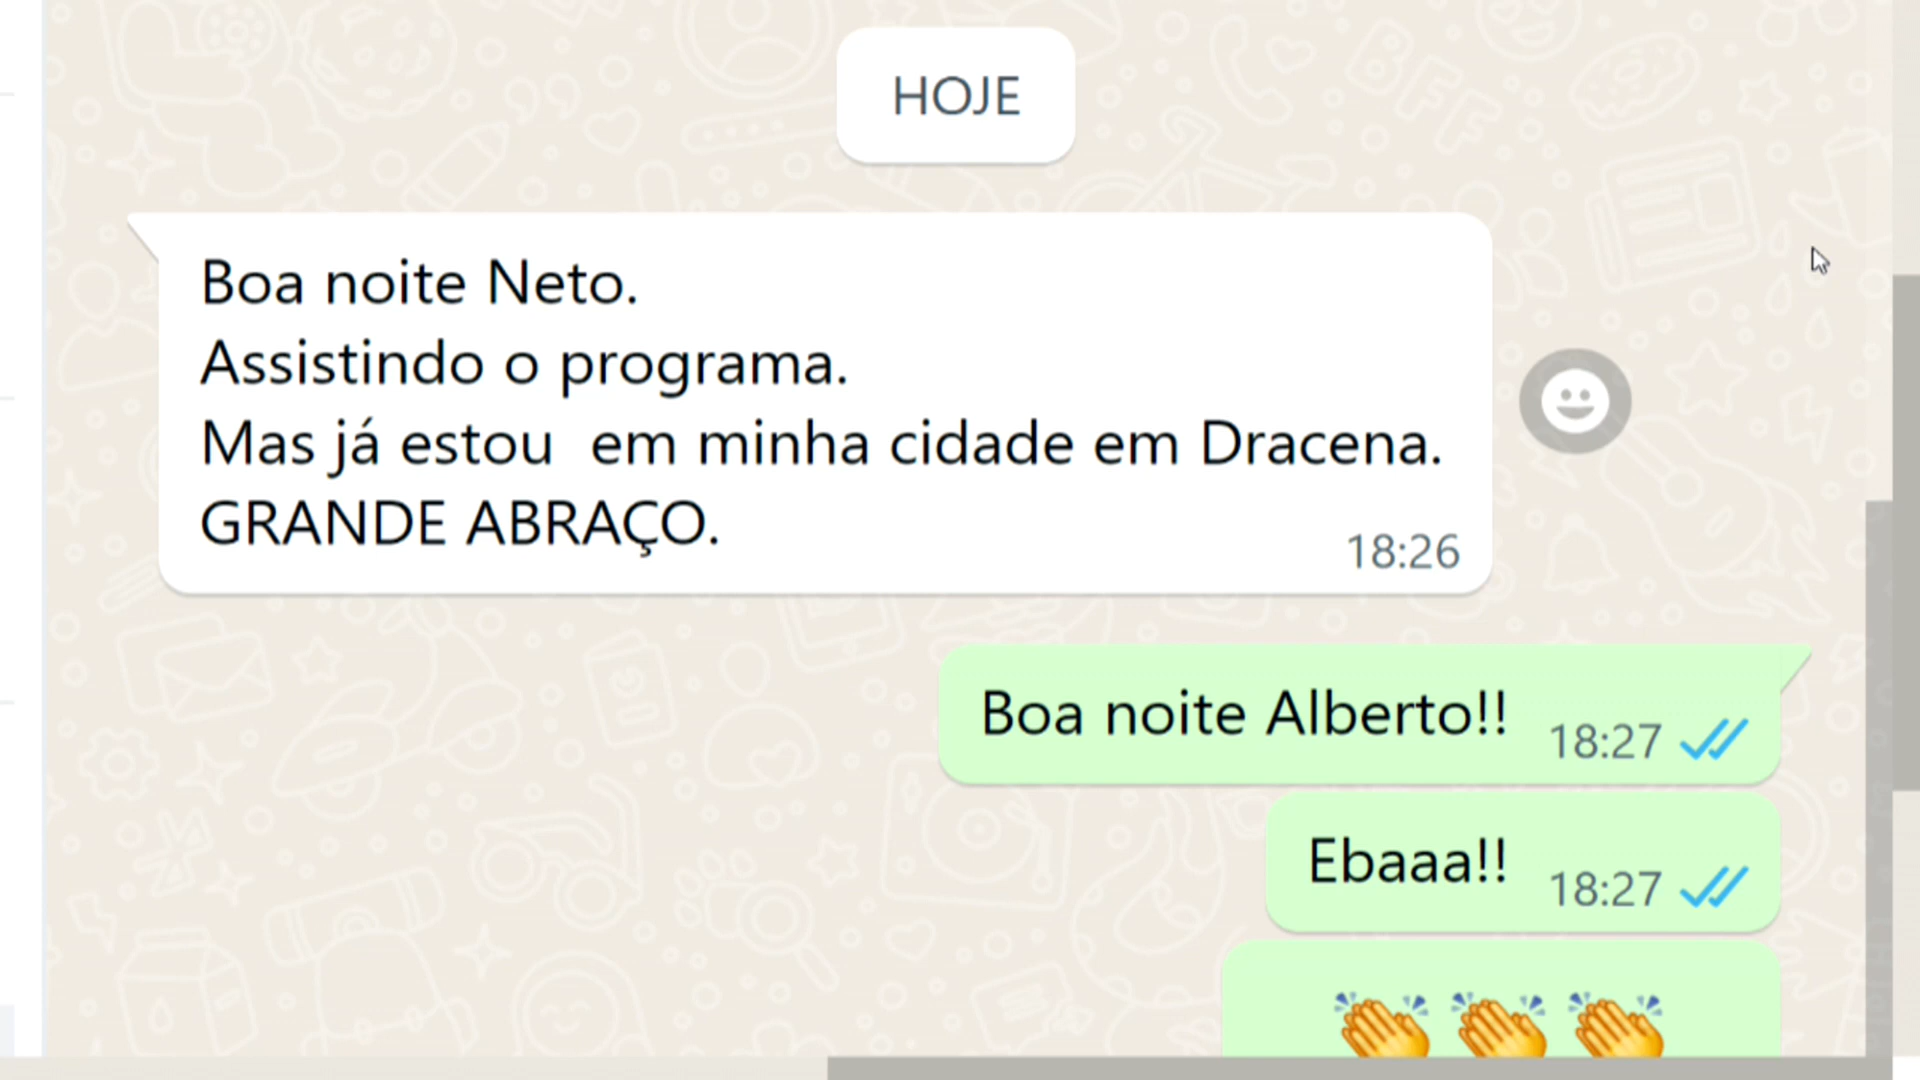 HOJE
Boa noite Neto.
Assistindo o programa.
Mas já estou  em minha cidade em Dracena.
GRANDE ABRAÇO.
18:26
Boa noite Alberto!! 18:27
Ebaaa!! 18:27
👏👏👏